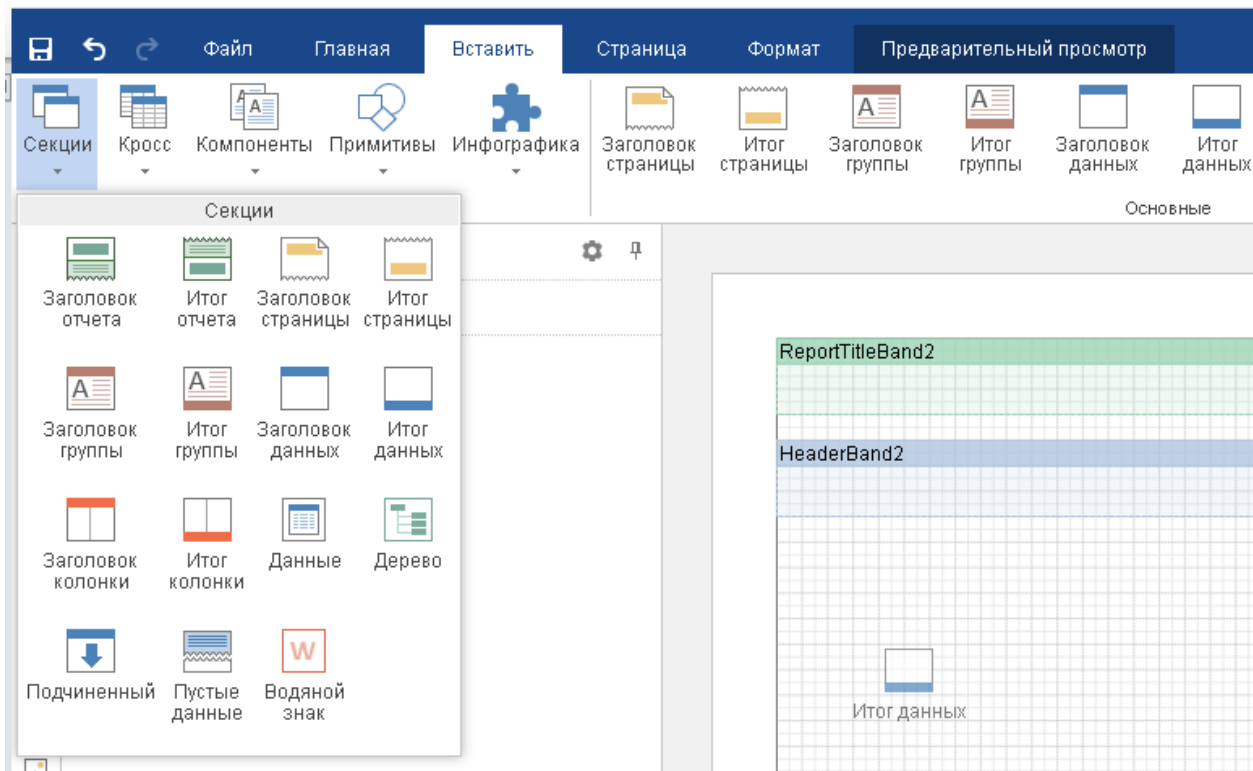 Файл Главная Вставить Страница Формат Предварительный просмотр
Секции Кросс Компоненты Примитивы Инфографика Заголовок страницы Итог страницы Заголовок группы Итог группы Заголовок данных Итог данных
Основные
Секции
Заголовок отчета Итог отчета Заголовок страницы Итог страницы
Заголовок группы Итог группы Заголовок данных Итог данных
Заголовок колонки Итог колонки Данные Дерево
Подчиненный Пустые данные Водяной знак
ReportTitleBand2
HeaderBand2
Итог данных